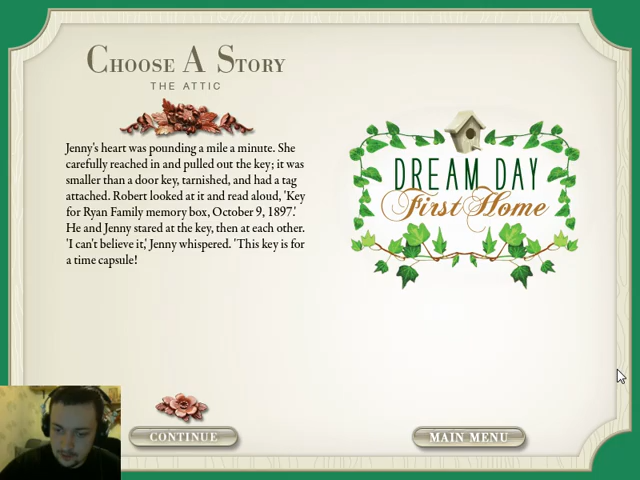 CHOOSE A STORY
THE ATTIC
Jenny's heart was pounding a mile a minute. She
carefully reached in and pulled out the key; it was
smaller than a door key, tarnished, and had a tag
attached. Robert looked at it and read aloud, 'Key
for Ryan Family memory box, October 9, 1897.'
He and Jenny stared at the key, then at each other.
'I can't believe it,' Jenny whispered. 'This key is for
a time capsule!
DREAM DAY
First Home
CONTINUE
MAIN MENU